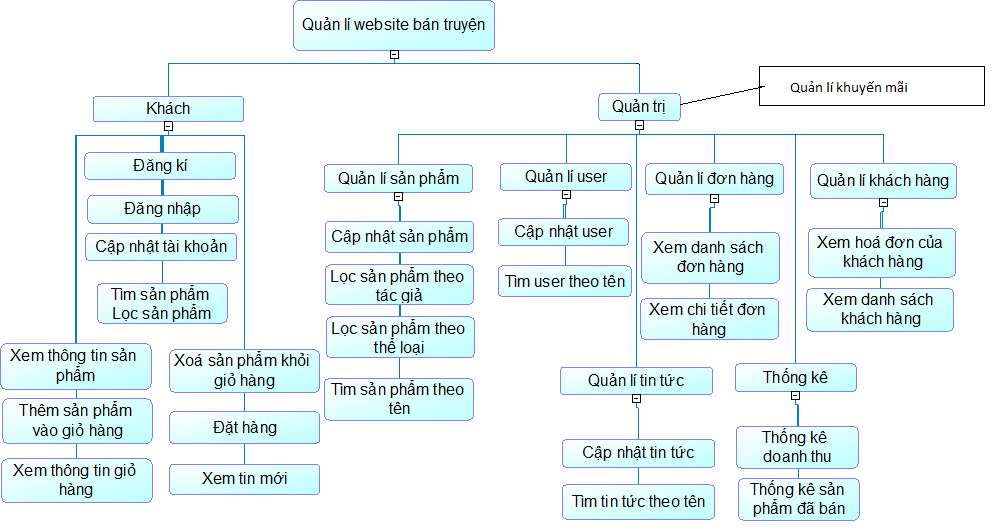 Quản lí website bán truyện
Khách
Quản trị
Quản lí khuyến mãi
Đăng kí
Đăng nhập
Cập nhật tài khoản
Tìm sản phẩm
Lọc sản phẩm
Xem thông tin sản
phẩm
Thêm sản phẩm
vào giỏ hàng
Xem thông tin giỏ
hàng
Xoá sản phẩm khỏi
giỏ hàng
Đặt hàng
Xem tin mới
Quản lí sản phẩm
Cập nhật sản phẩm
Lọc sản phẩm theo
tác giả
Lọc sản phẩm theo
thể loại
Tìm sản phẩm theo
tên
Quản lí user
Cập nhật user
Tìm user theo tên
Quản lí tin tức
Cập nhật tin tức
Tìm tin tức theo tên
Quản lí đơn hàng
Xem danh sách
đơn hàng
Xem chi tiết đơn
hàng
Thống kê
Thống kê
doanh thu
Thống kê sản
phẩm đã bán
Quản lí khách hàng
Xem hoá đơn của
khách hàng
Xem danh sách
khách hàng